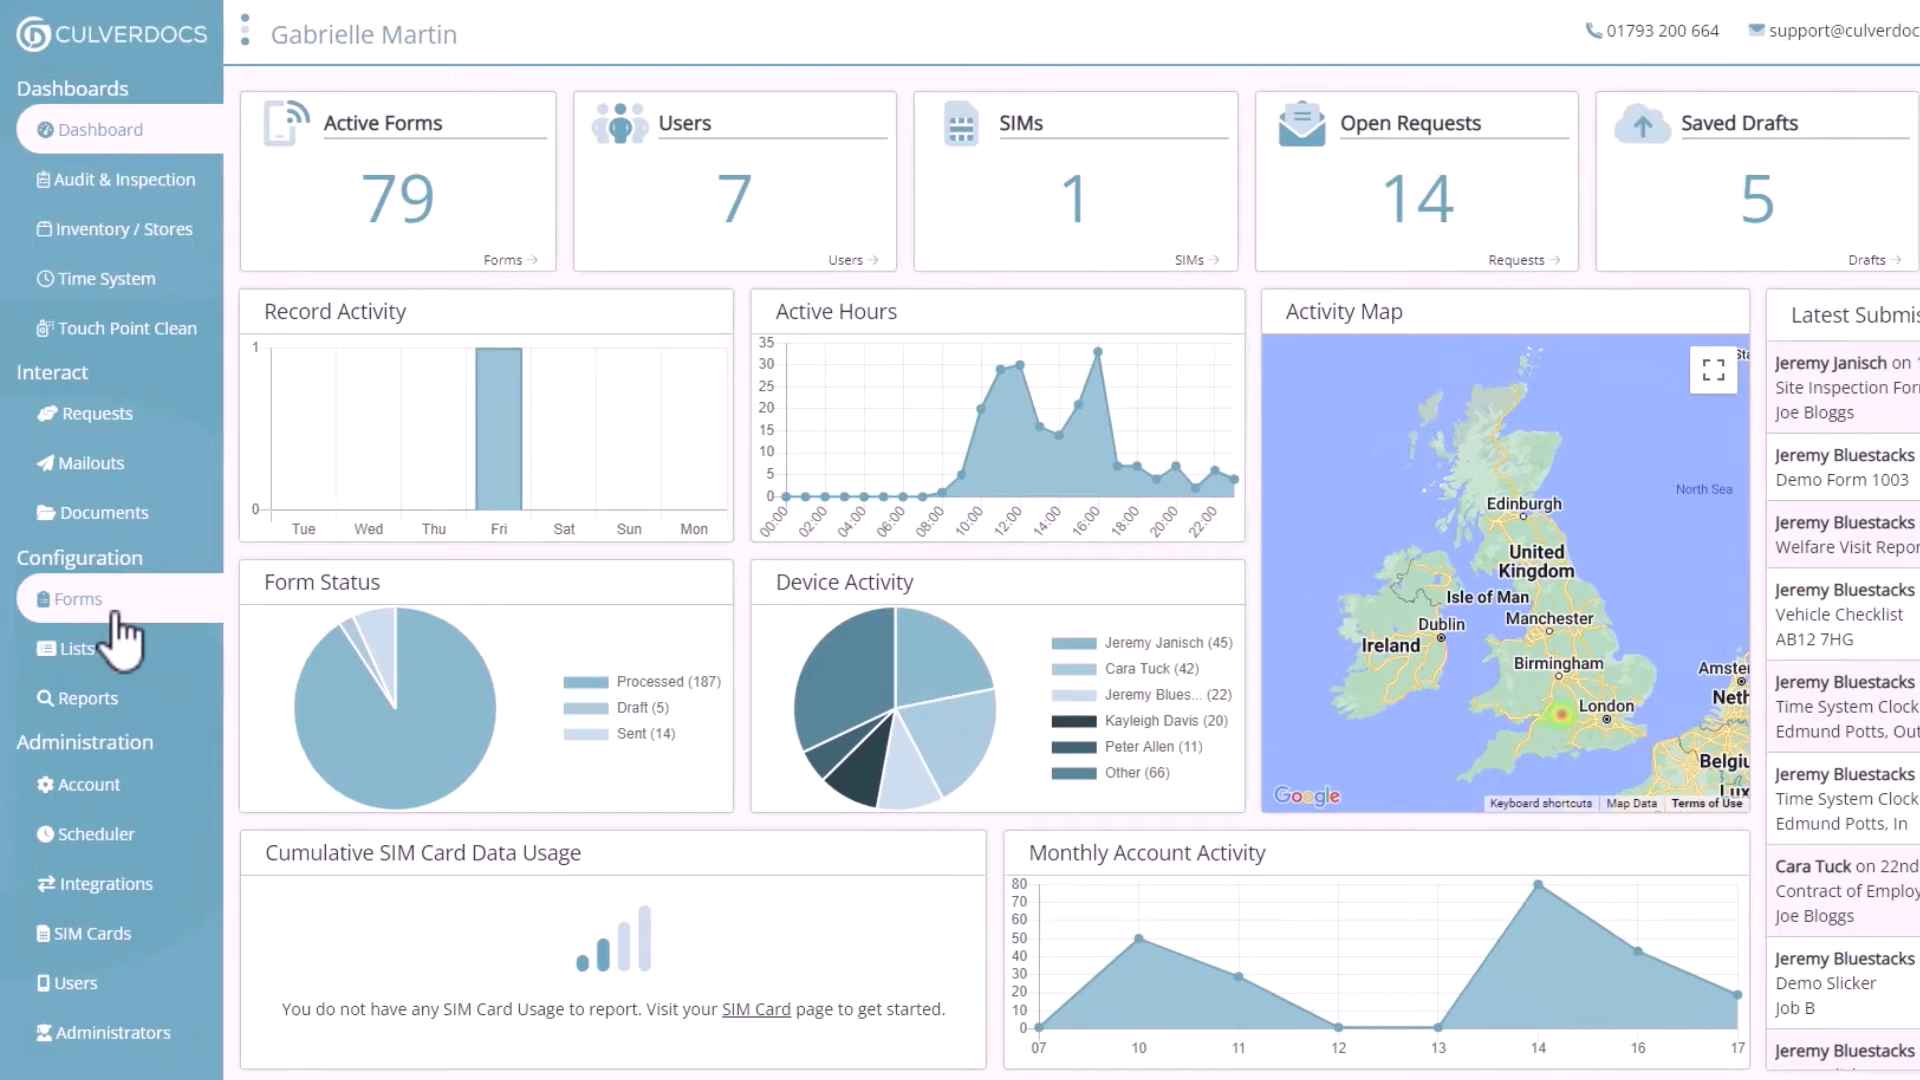 CULVERDOCS
Gabrielle Martin
01793 200 664
support@culverdoc
Dashboards
Dashboard
Audit & Inspection
Inventory / Stores
Time System
Touch Point Clean
Interact
Requests
Mailouts
Documents
Configuration
Forms
Lists
Reports
Administration
Account
Scheduler
Integrations
SIM Cards
Users
Administrators
Active Forms
79
Forms
Users
7
Users
SIMs
1
SIMs
Open Requests
14
Requests
Saved Drafts
5
Drafts
Record Activity
1
0
Tue Wed Thu Fri Sat Sun Mon
Active Hours
35
30
25
20
15
10
5
0
00:00 02:00 04:00 06:00 08:00 10:00 12:00 14:00 16:00 18:00 20:00 22:00
Activity Map
North Sea
Edinburgh
United
Kingdom
Isle of Man
Dublin
Manchester
Ireland
Birmingham
Amster
Neth
London
Belgiu
Lux
Google
Keyboard shortcuts
Map Data
Terms of Use
Form Status
Processed (187)
Draft (5)
Sent (14)
Device Activity
Jeremy Janisch (45)
Cara Tuck (42)
Jeremy Blues... (22)
Kayleigh Davis (20)
Peter Allen (11)
Other (66)
Cumulative SIM Card Data Usage
You do not have any SIM Card Usage to report. Visit your SIM Card page to get started.
Monthly Account Activity
80
70
60
50
40
30
20
10
0
07 10 11 12 13 14 16 17
Latest Submis
Jeremy Janisch on 1
Site Inspection For
Joe Bloggs
Jeremy Bluestacks
Demo Form 1003
Jeremy Bluestacks
Welfare Visit Repor
Jeremy Bluestacks
Vehicle Checklist
AB12 7HG
Jeremy Bluestacks
Time System Clock
Edmund Potts, Out
Jeremy Bluestacks
Time System Clock
Edmund Potts, In
Cara Tuck on 22nd
Contract of Employ
Joe Bloggs
Jeremy Bluestacks
Demo Slicker
Job B
Jeremy Bluestacks